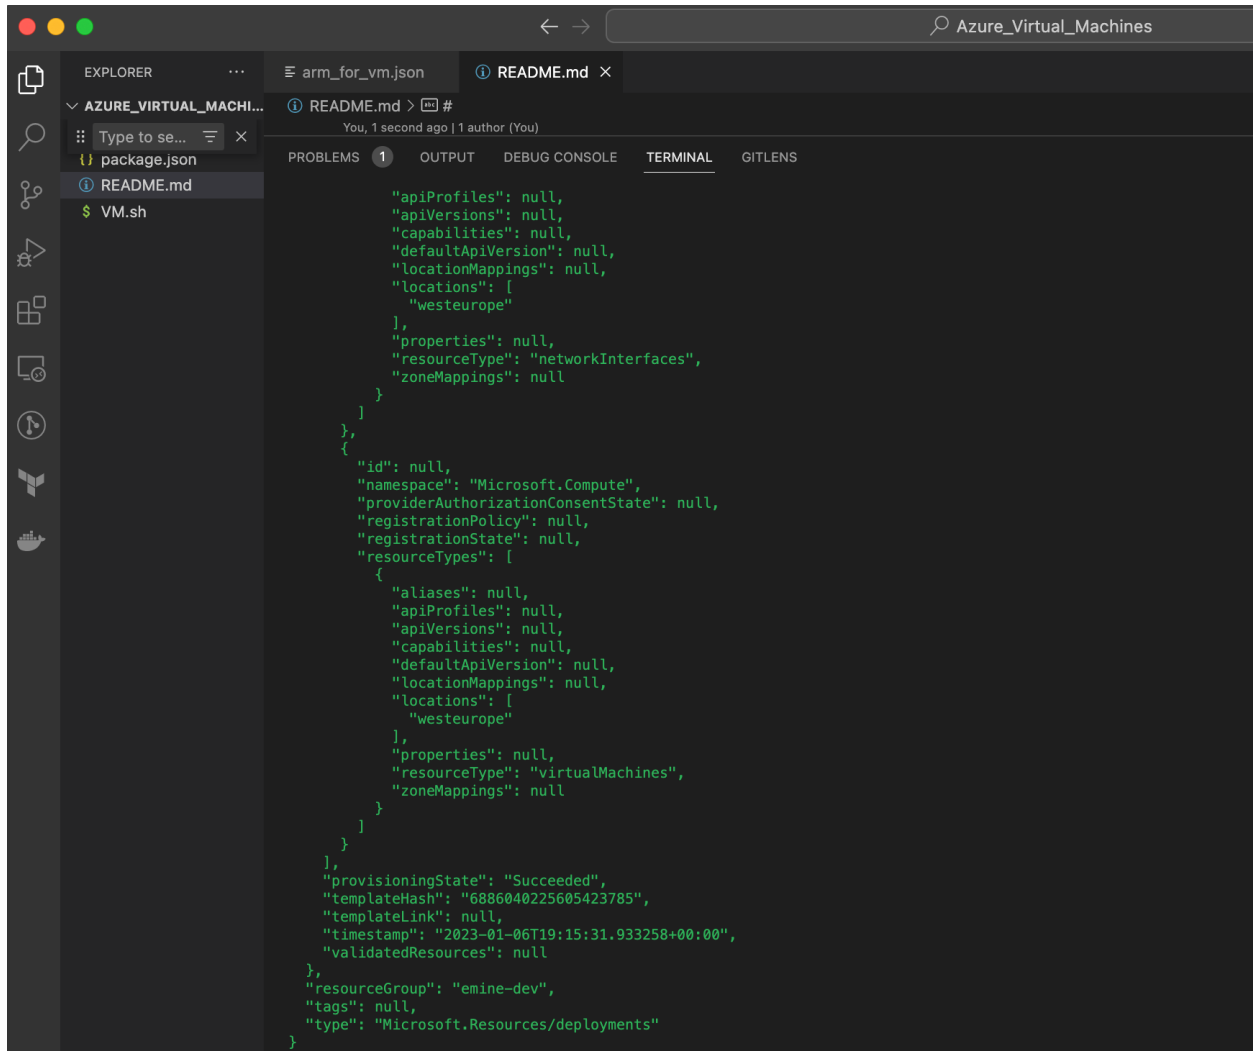 Azure_Virtual_Machines
EXPLORER
AZURE_VIRTUAL_MACHI...
Type to se...
package.json
README.md
$ VM.sh
arm_for_vm.json
README.md
README.md > abc #
You, 1 second ago | 1 author (You)
PROBLEMS 1 OUTPUT DEBUG CONSOLE TERMINAL GITLENS
"apiProfiles": null,
"apiVersions": null,
"capabilities": null,
"defaultApiVersion": null,
"locationMappings": null,
"locations": [
"westeurope"
],
"properties": null,
"resourceType": "networkInterfaces",
"zoneMappings": null
}
]
},
{
"id": null,
"namespace": "Microsoft.Compute",
"providerAuthorizationConsentState": null,
"registrationPolicy": null,
"registrationState": null,
"resourceTypes": [
{
"aliases": null,
"apiProfiles": null,
"apiVersions": null,
"capabilities": null,
"defaultApiVersion": null,
"locationMappings": null,
"locations": [
"westeurope"
],
"properties": null,
"resourceType": "virtualMachines",
"zoneMappings": null
}
]
}
],
"provisioningState": "Succeeded",
"templateHash": "6886040225605423785",
"templateLink": null,
"timestamp": "2023-01-06T19:15:31.933258+00:00",
"validatedResources": null
},
"resourceGroup": "emine-dev",
"tags": null,
"type": "Microsoft.Resources/deployments"
}